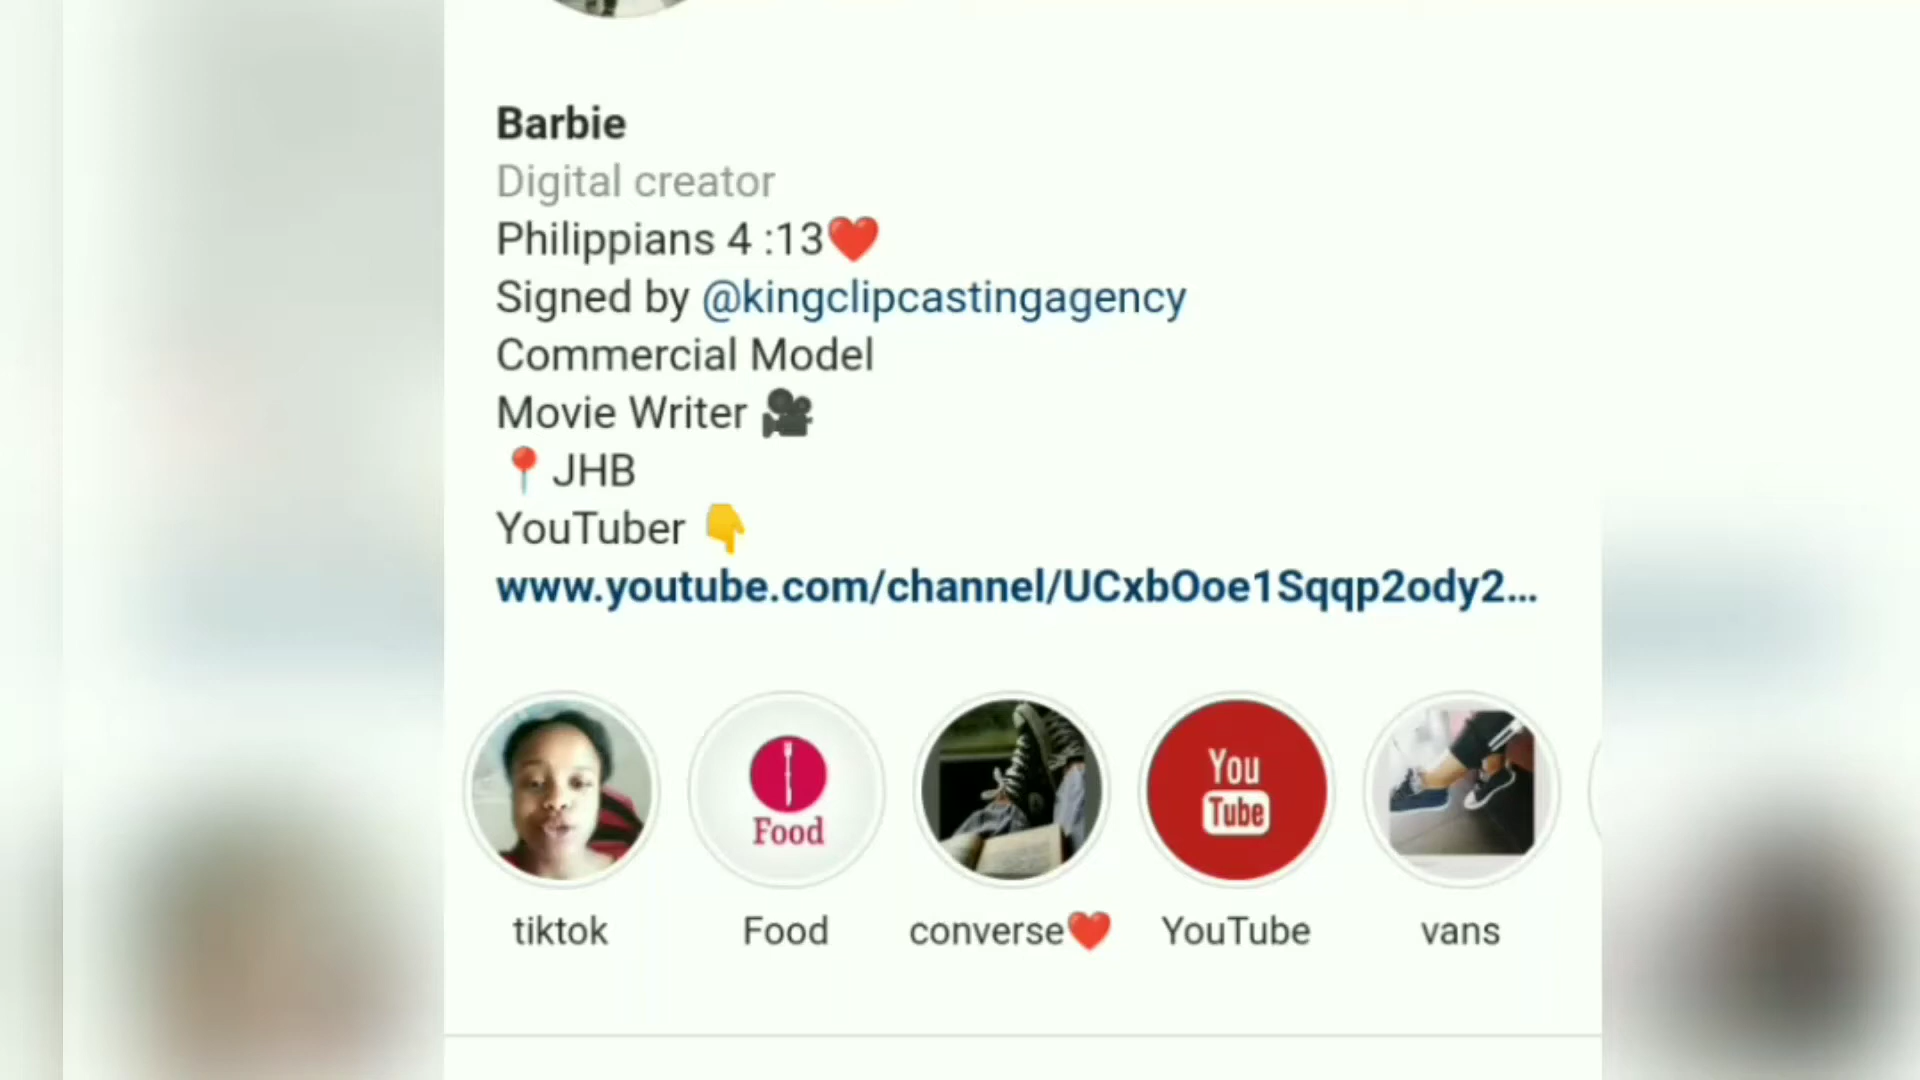 Barbie
Digital creator
Philippians 4 :13❤️
Signed by @kingclipcastingagency
Commercial Model
Movie Writer 🎥
📍JHB
YouTuber 👇
www.youtube.com/channel/UCxbOoe1Sqqp2ody2...
Food
You
Tube
tiktok
Food
converse❤️
YouTube
vans